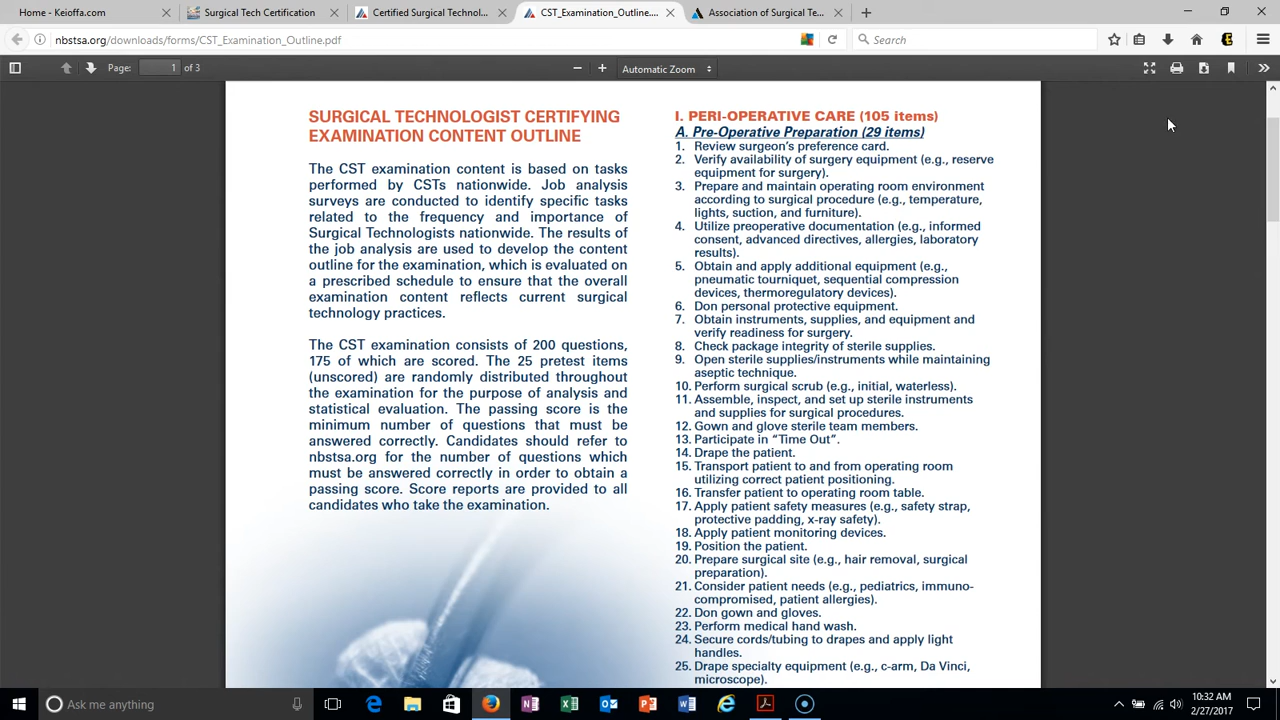 Home - Keioffa.com
Surgical Tech Certification
Certified Surgical Technol...
CST_Examination_Outline....
Association of Surgical Te...
nbstsa.org/downloads/forms/CST_Examination_Outline.pdf
Search
Page: 1 of 3
Automatic Zoom
SURGICAL TECHNOLOGIST CERTIFYING
EXAMINATION CONTENT OUTLINE
The CST examination content is based on tasks
performed by CSTs nationwide. Job analysis
surveys are conducted to identify specific tasks
related to the frequency and importance of
Surgical Technologists nationwide. The results of
the job analysis are used to develop the content
outline for the examination, which is evaluated on
a prescribed schedule to ensure that the overall
examination content reflects current surgical
technology practices.
The CST examination consists of 200 questions,
175 of which are scored. The 25 pretest items
(unscored) are randomly distributed throughout
the examination for the purpose of analysis and
statistical evaluation. The passing score is the
minimum number of questions that must be
answered correctly. Candidates should refer to
nbstsa.org for the number of questions which
must be answered correctly in order to obtain a
passing score. Score reports are provided to all
candidates who take the examination.
I. PERI-OPERATIVE CARE (105 items)
A. Pre-Operative Preparation (29 items)
1. Review surgeon's preference card.
2. Verify availability of surgery equipment (e.g., reserve
equipment for surgery).
3. Prepare and maintain operating room environment
according to surgical procedure (e.g., temperature,
lights, suction, and furniture).
4. Utilize preoperative documentation (e.g., informed
consent, advanced directives, allergies, laboratory
results).
5. Obtain and apply additional equipment (e.g.,
pneumatic tourniquet, sequential compression
devices, thermoregulatory devices).
6. Don personal protective equipment.
7. Obtain instruments, supplies, and equipment and
verify readiness for surgery.
8. Check package integrity of sterile supplies.
9. Open sterile supplies/instruments while maintaining
aseptic technique.
10. Perform surgical scrub (e.g., initial, waterless).
11. Assemble, inspect, and set up sterile instruments
and supplies for surgical procedures.
12. Gown and glove sterile team members.
13. Participate in "Time Out".
14. Drape the patient.
15. Transport patient to and from operating room
utilizing correct patient positioning.
16. Transfer patient to operating room table.
17. Apply patient safety measures (e.g., safety strap,
protective padding, x-ray safety).
18. Apply patient monitoring devices.
19. Position the patient.
20. Prepare surgical site (e.g., hair removal, surgical
preparation).
21. Consider patient needs (e.g., pediatrics, immuno-
compromised, patient allergies).
22. Don gown and gloves.
23. Perform medical hand wash.
24. Secure cords/tubing to drapes and apply light
handles.
25. Drape specialty equipment (e.g., c-arm, Da Vinci,
microscope).
Ask me anything
10:32 AM
2/27/2017